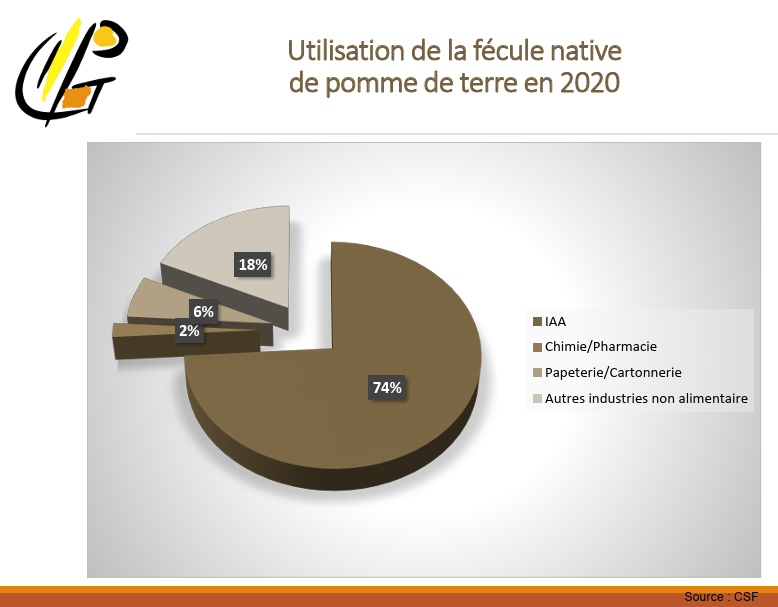 Utilisation de la fécule native
de pomme de terre en 2020
18%
6%
2%
74%
IAA
Chimie/Pharmacie
Papeterie/Cartonnerie
Autres industries non alimentaire
Source : CSF